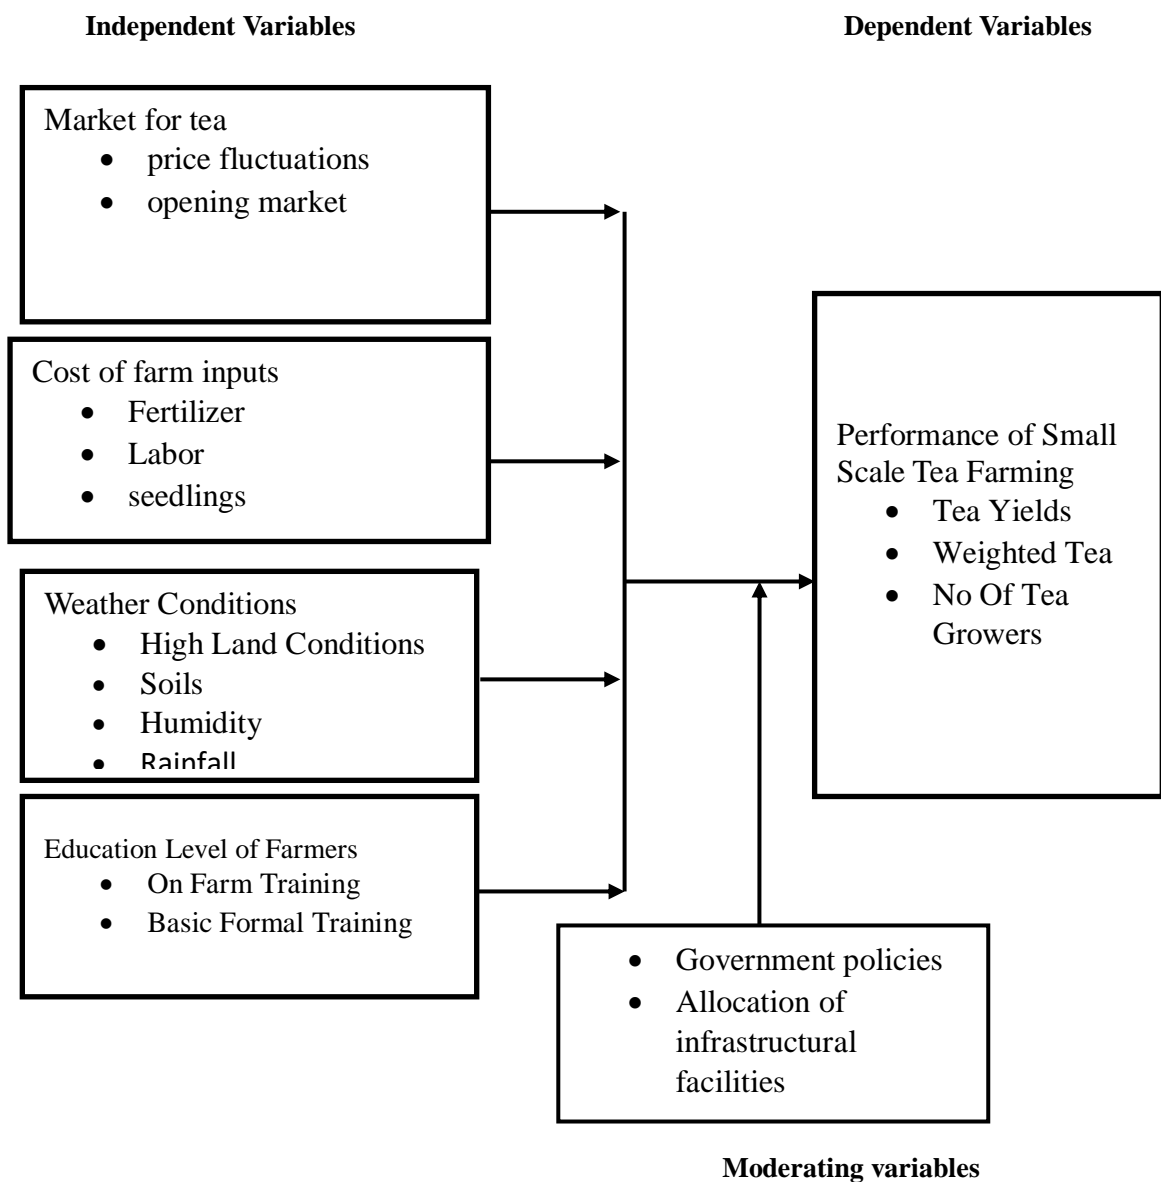 Independent Variables
Dependent Variables
Market for tea
• price fluctuations
• opening market
Cost of farm inputs
• Fertilizer
• Labor
• seedlings
Weather Conditions
• High Land Conditions
• Soils
• Humidity
• Rainfall
Education Level of Farmers
• On Farm Training
• Basic Formal Training
Performance of Small
Scale Tea Farming
• Tea Yields
• Weighted Tea
• No Of Tea
Growers
• Government policies
• Allocation of
infrastructural
facilities
Moderating variables